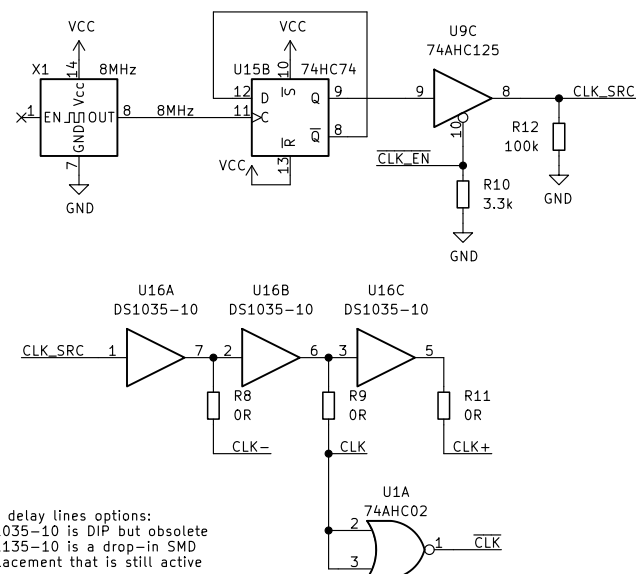 U9C
VCC
VCC
74AHC125
X1
14
8MHz
U15B
10
74HC74
Vcc
12
D
S
Q
9
9
8
CLK_SRC
1
EN
OUT
8
8MHz
11
C
GND
R
Q
8
10
R12
100k
7
VCC
13
CLK_EN
R10
3.3k
GND
GND
GND
U16A
U16B
U16C
DS1035-10
DS1035-10
DS1035-10
CLK_SRC
1
7
2
6
3
5
R8
0R
R9
0R
R11
0R
CLK-
CLK
CLK+
U1A
74AHC02
delay lines options:
035-10 is DIP but obsolete
2
1
CLK
135-10 is a drop-in SMD
lacement that is still active
3